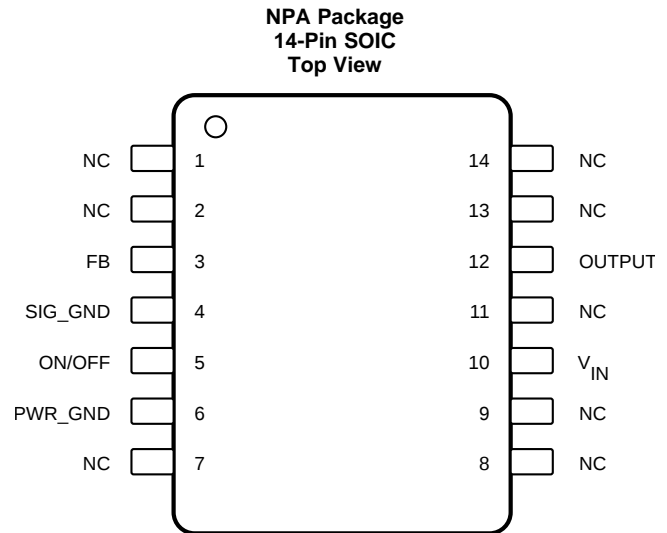 NPA Package
14-Pin SOIC
Top View
NC 1 14 NC
NC 2 13 NC
FB 3 12 OUTPUT
SIG_GND 4 11 NC
ON/OFF 5 10 VIN
PWR_GND 6 9 NC
NC 7 8 NC